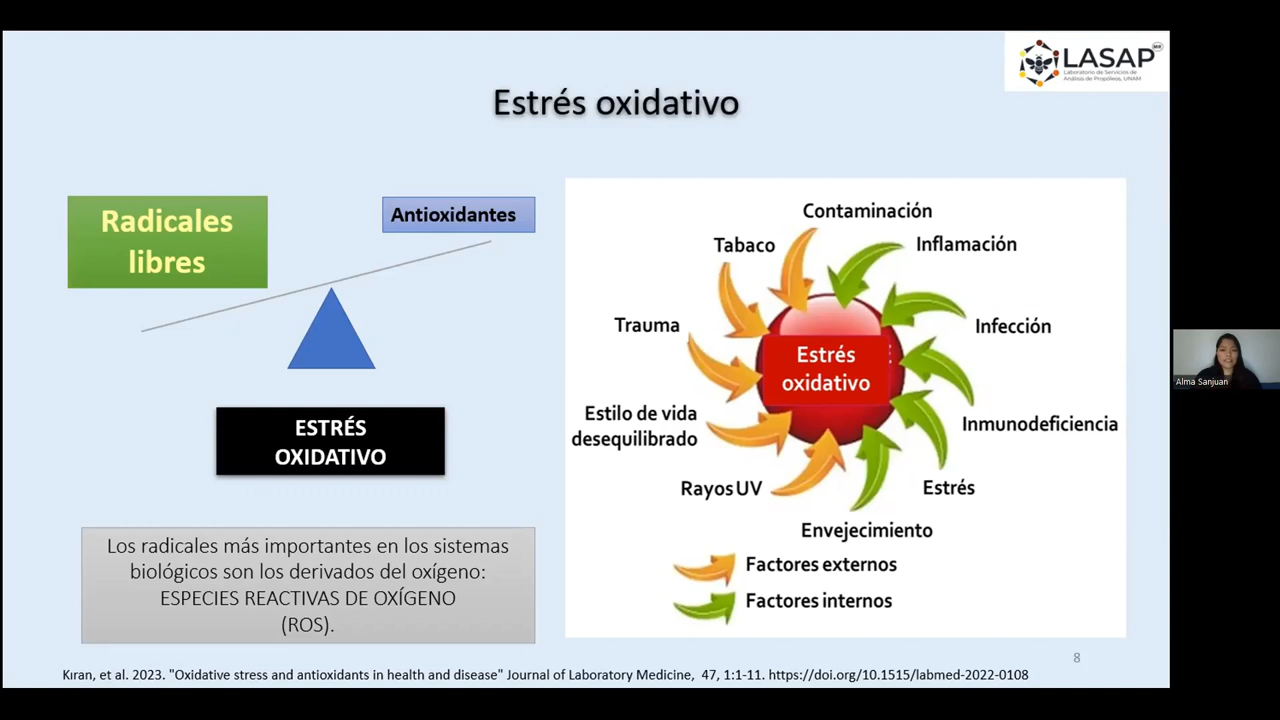 LASAP
Laboratorio de Servicios de
Análisis de Propóleos, UNAM
Estrés oxidativo
Radicales
libres
Antioxidantes
ESTRÉS
OXIDATIVO
Los radicales más importantes en los sistemas
biológicos son los derivados del oxígeno:
ESPECIES REACTIVAS DE OXÍGENO
(ROS).
Contaminación
Tabaco
Inflamación
Trauma
Infección
Estrés
oxidativo
Estilo de vida
desequilibrado
Inmunodeficiencia
Rayos UV
Estrés
Envejecimiento
Factores externos
Factores internos
Alma Sanjuan
8
Kıran, et al. 2023. "Oxidative stress and antioxidants in health and disease" Journal of Laboratory Medicine, 47, 1:1-11. https://doi.org/10.1515/labmed-2022-0108